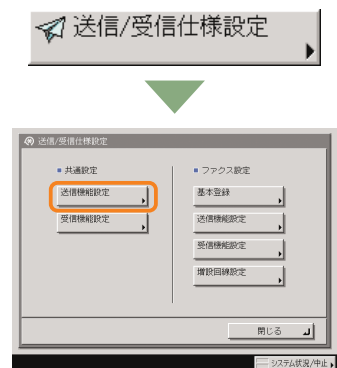 送信/受信仕様設定
送信/受信仕様設定
共通設定
送信機能設定
受信機能設定
ファクス設定
基本登録
送信機能設定
受信機能設定
増設回線設定
閉じる
システム状況/中止